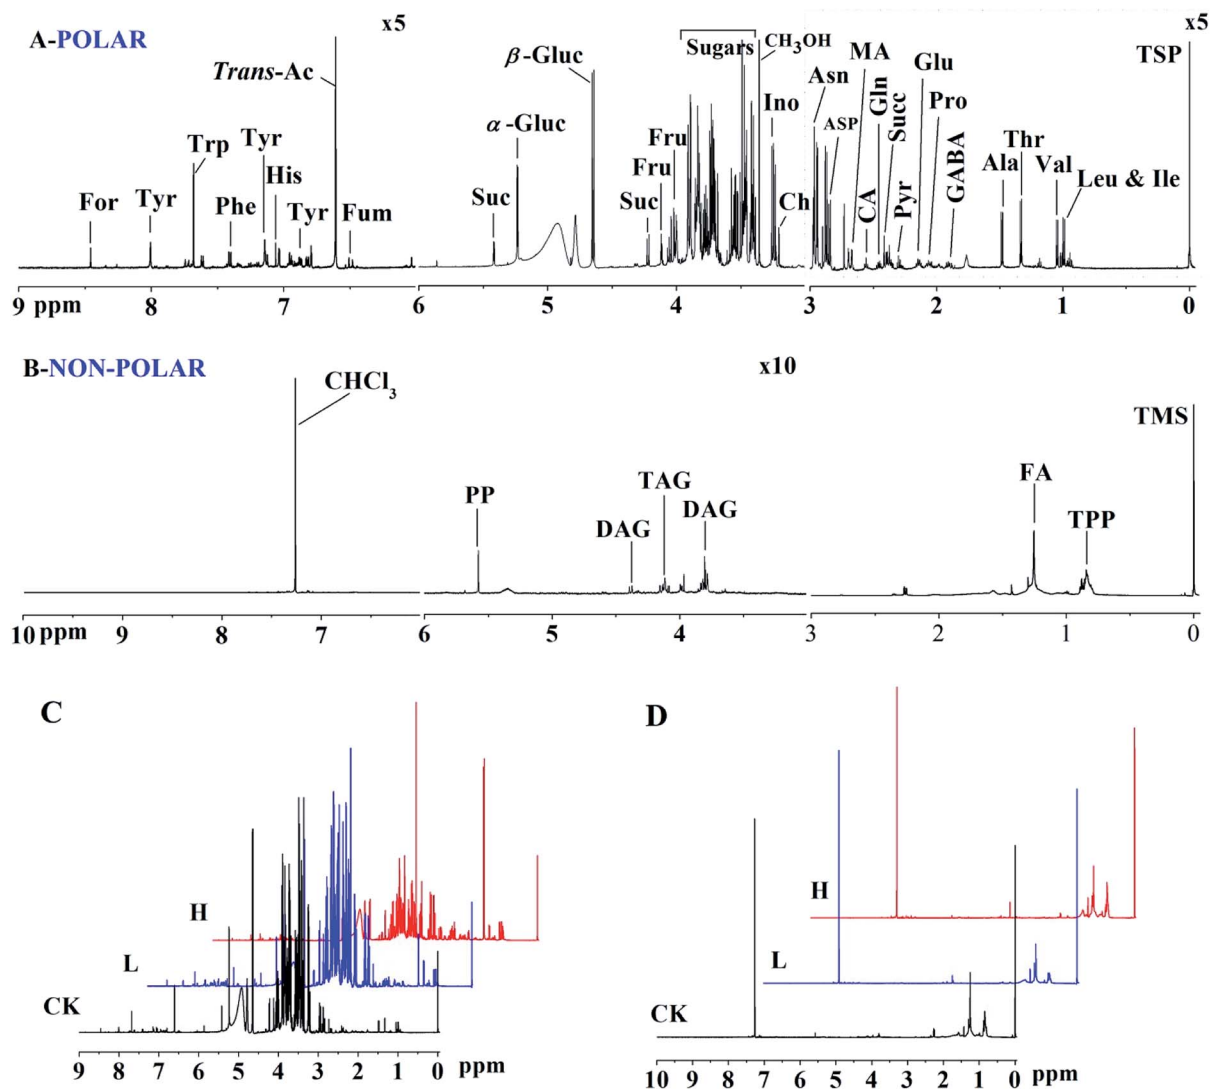 A-POLAR
x5
x5
TSP
Trans-Ac
β-Gluc
Sugars
CH3OH
MA
Glu
Asn
Gln
Succ
Pro
α-Gluc
Ino
ASP
Trp
Tyr
Fru
GABA
Thr
His
Fru
Ala
Val
For
Tyr
Phe
Tyr
Fum
Suc
Suc
Ch
CA
Pyr
Leu & Ile
9 ppm 8 7 6 5 4 3 2 1 0
B-NON-POLAR
x10
CHCl3
TMS
PP
TAG
FA
DAG
DAG
TPP
10 ppm 9 8 7 6 5 4 3 2 1 0
C
H
L
CK
9 8 7 6 5 4 3 2 1 0 ppm
D
H
L
CK
10 9 8 7 6 5 4 3 2 1 0 ppm